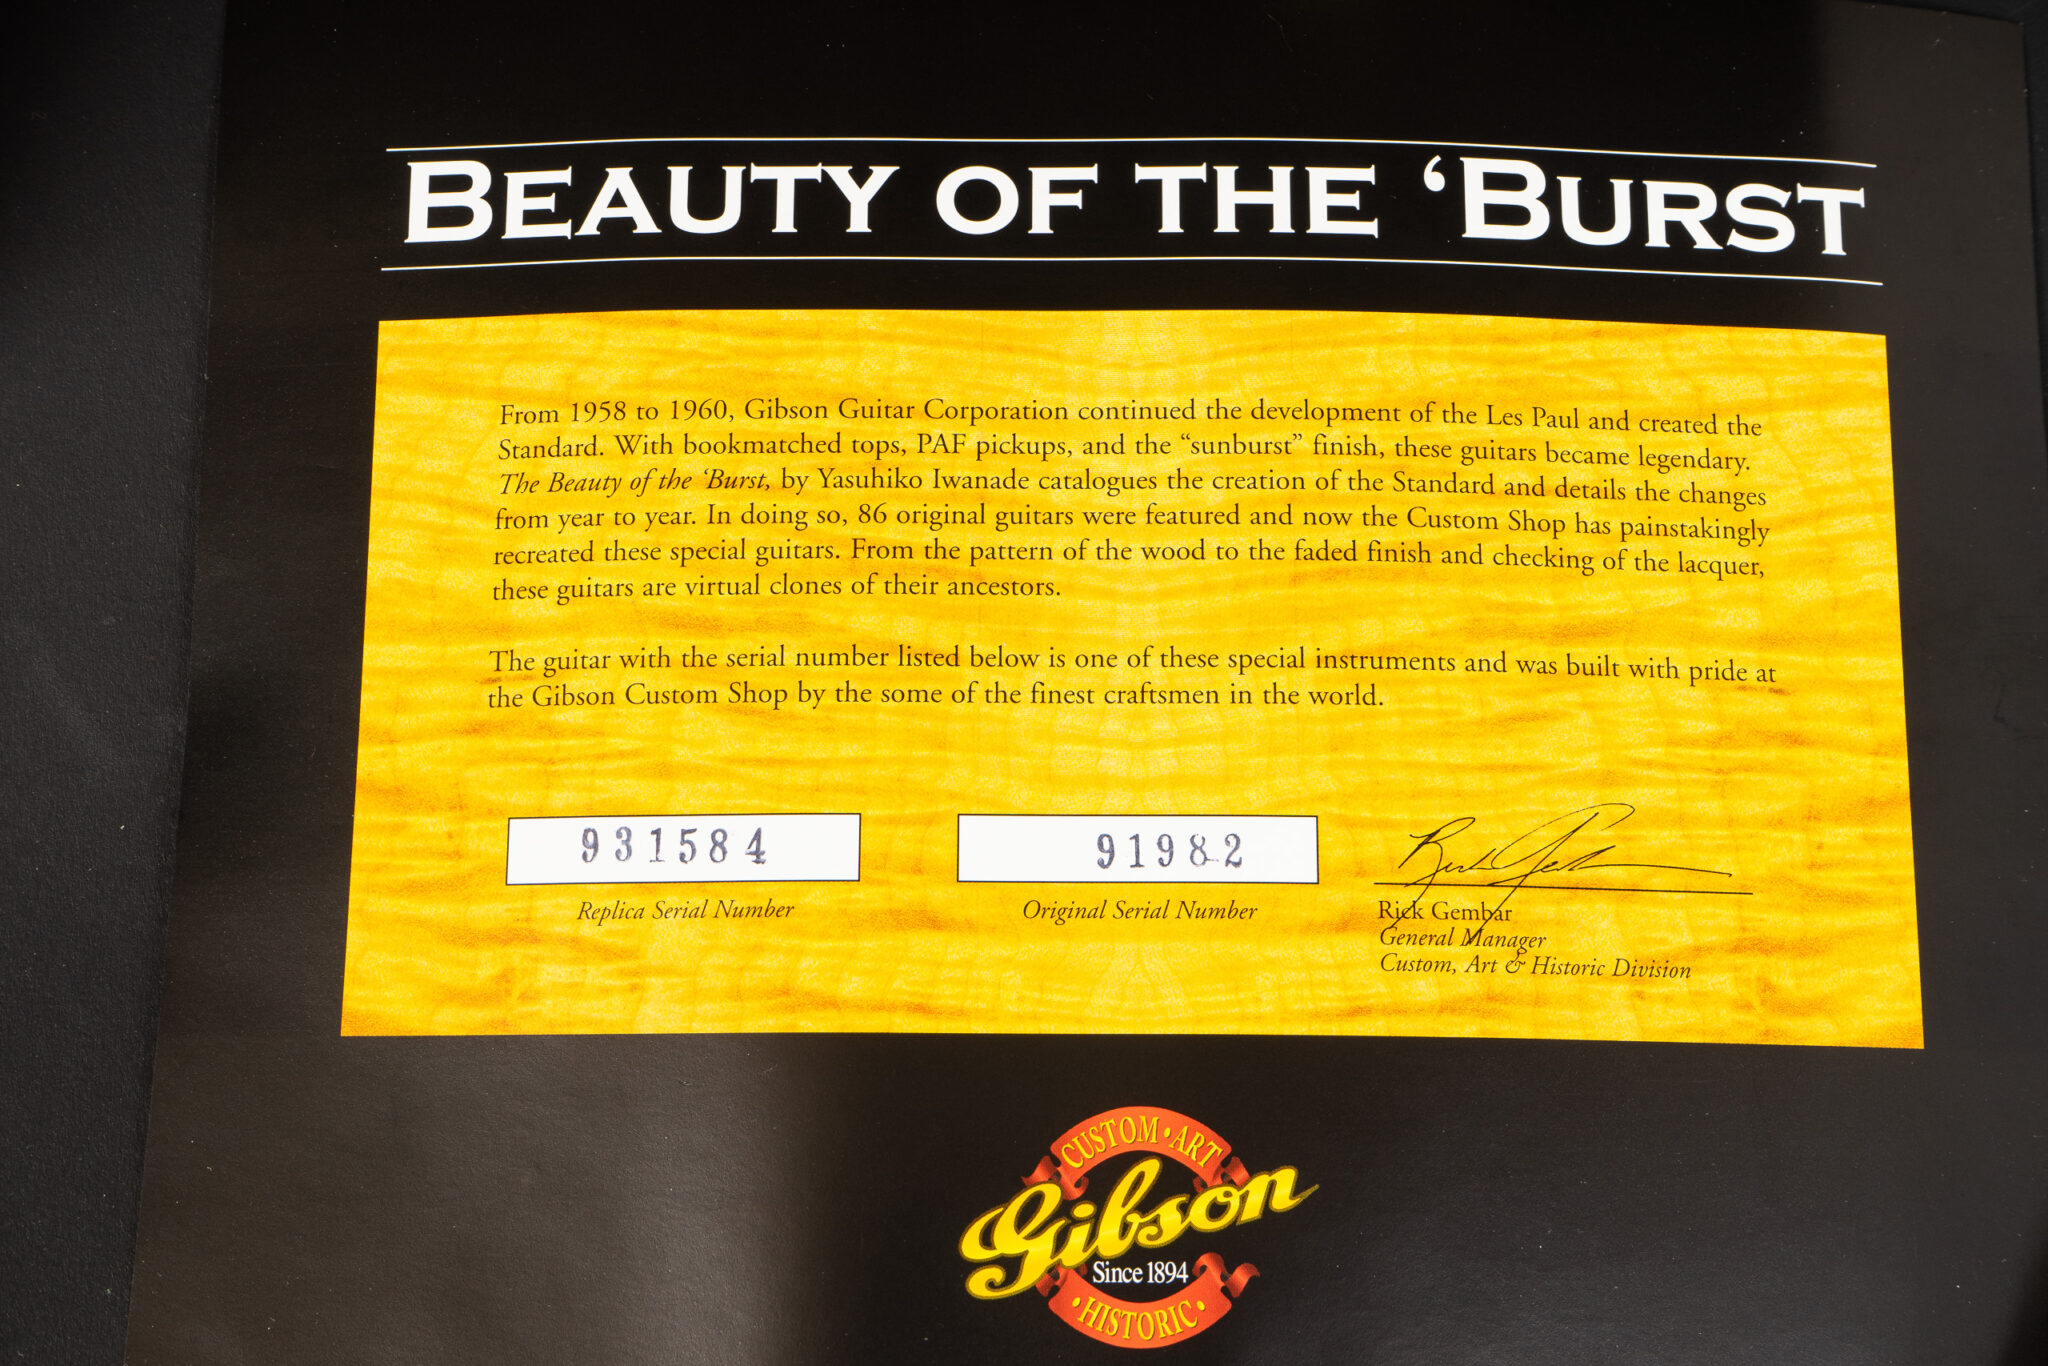 BEAUTY OF THE ‘BURST
From 1958 to 1960, Gibson Guitar Corporation continued the development of the Les Paul and created the
Standard. With bookmatched tops, PAF pickups, and the “sunburst” finish, these guitars became legendary.
The Beauty of the ‘Burst, by Yasuhiko Iwanade catalogues the creation of the Standard and details the changes
from year to year. In doing so, 86 original guitars were featured and now the Custom Shop has painstakingly
recreated these special guitars. From the pattern of the wood to the faded finish and checking of the lacquer,
these guitars are virtual clones of their ancestors.
The guitar with the serial number listed below is one of these special instruments and was built with pride at
the Gibson Custom Shop by the some of the finest craftsmen in the world.
931584
Replica Serial Number
91982
Original Serial Number
Rick Gembar
General Manager
Custom, Art & Historic Division
CUSTOM • ART
Gibson
Since 1894
• HISTORIC •